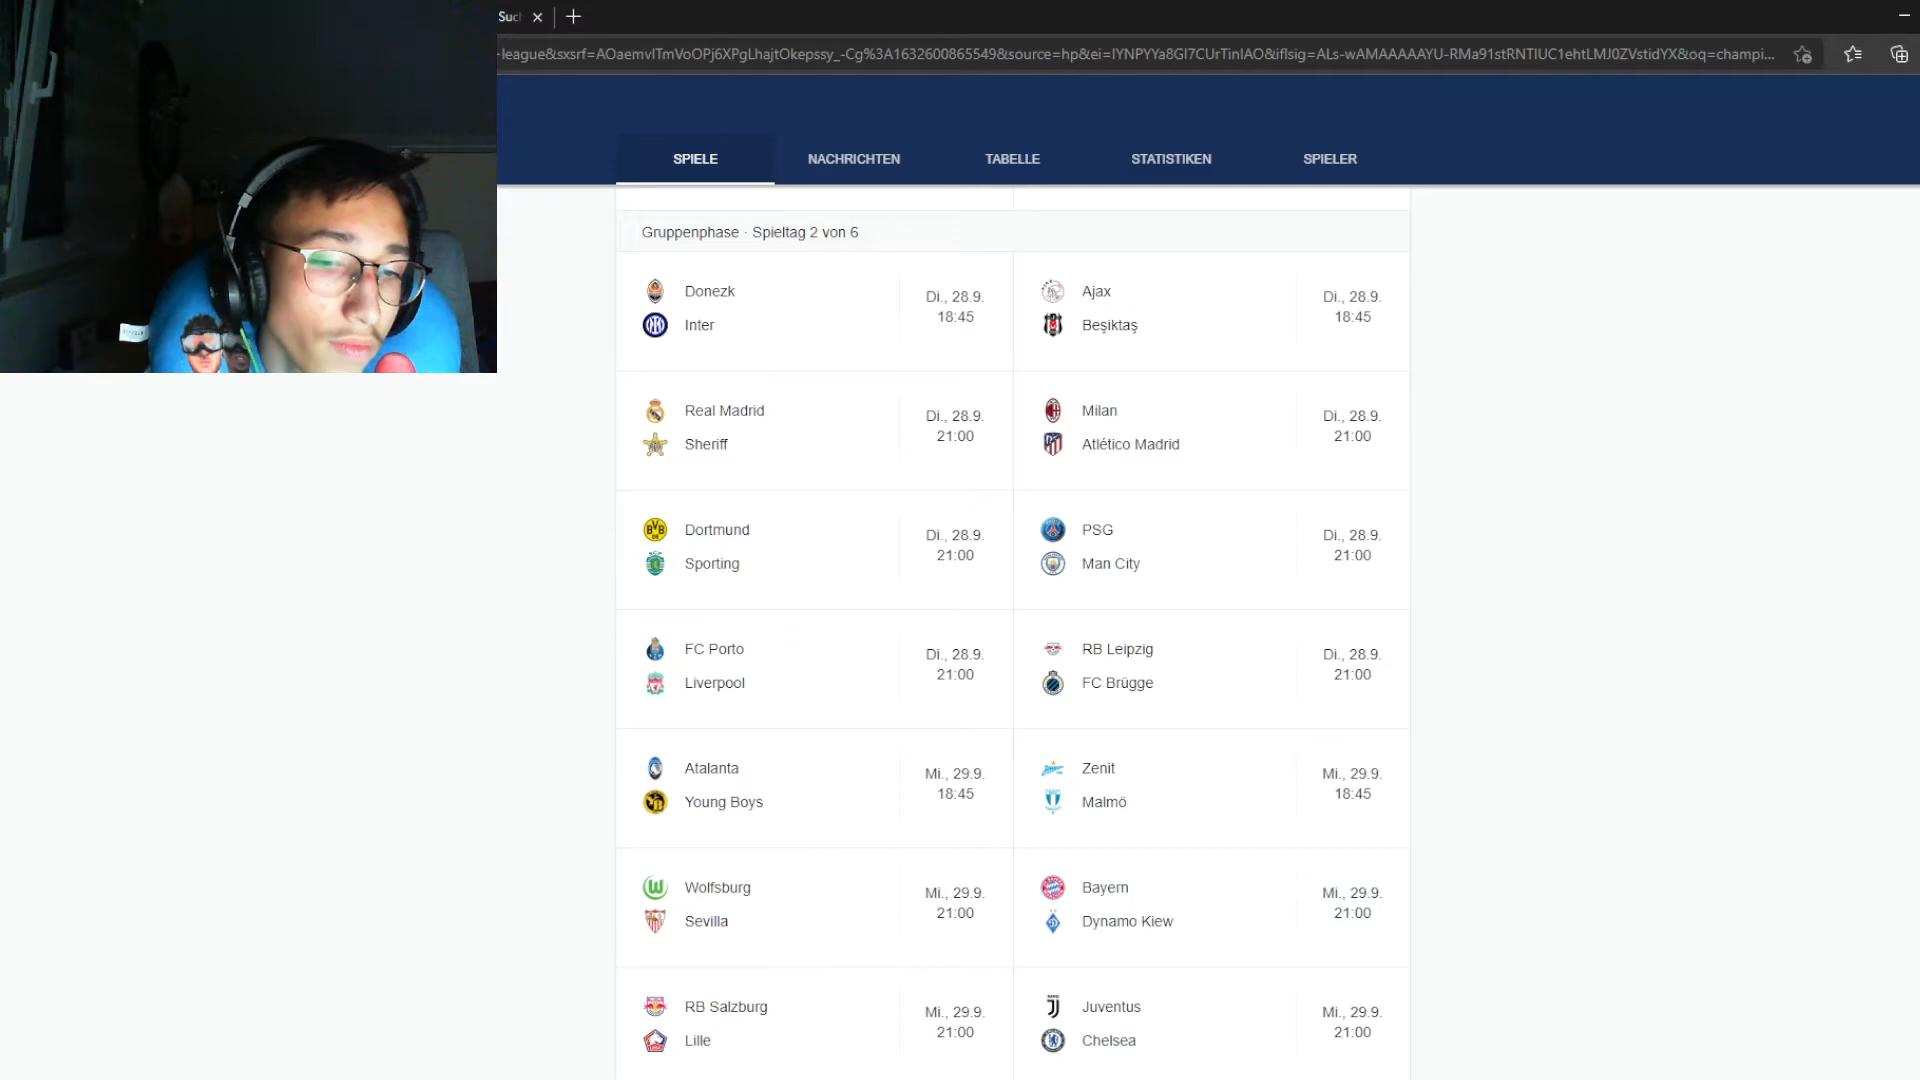 Suc
league&sxsrf=AOaemvITmVoOPj6XPgLhajtOkepssy_-Cg%3A1632600865549&source=hp&ei=IYNPYYa8GI7CUrTinIAO&iflsig=ALs-wAMAAAAAYU-RMa91stRNTIUC1ehtLMJ0ZVstidYX&oq=champi...
SPIELE NACHRICHTEN TABELLE STATISTIKEN SPIELER
Gruppenphase · Spieltag 2 von 6
Donezk
Inter
Di., 28.9.
18:45
Ajax
Beşiktaş
Di., 28.9.
18:45
Real Madrid
Sheriff
Di., 28.9.
21:00
Milan
Atlético Madrid
Di., 28.9.
21:00
Dortmund
Sporting
Di., 28.9.
21:00
PSG
Man City
Di., 28.9.
21:00
FC Porto
Liverpool
Di., 28.9.
21:00
RB Leipzig
FC Brügge
Di., 28.9.
21:00
Atalanta
Young Boys
Mi., 29.9.
18:45
Zenit
Malmö
Mi., 29.9.
18:45
Wolfsburg
Sevilla
Mi., 29.9.
21:00
Bayern
Dynamo Kiew
Mi., 29.9.
21:00
RB Salzburg
Lille
Mi., 29.9.
21:00
Juventus
Chelsea
Mi., 29.9.
21:00